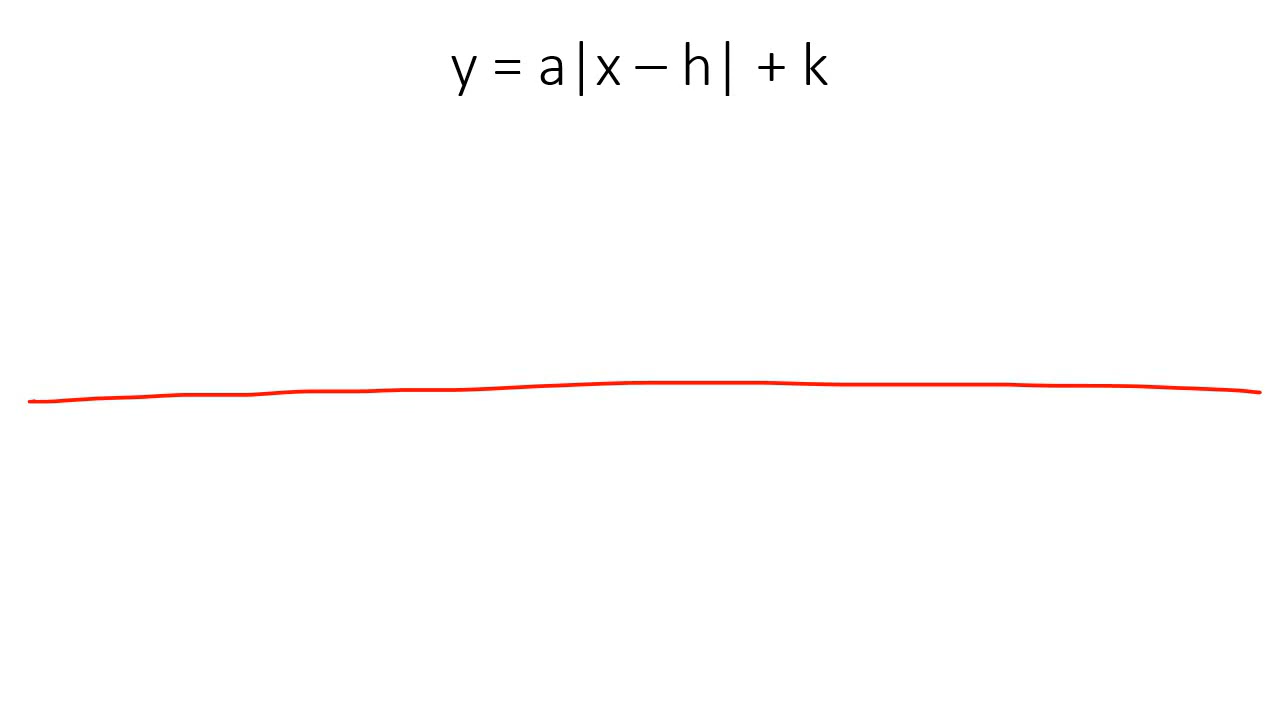 y = a|x – h| + k